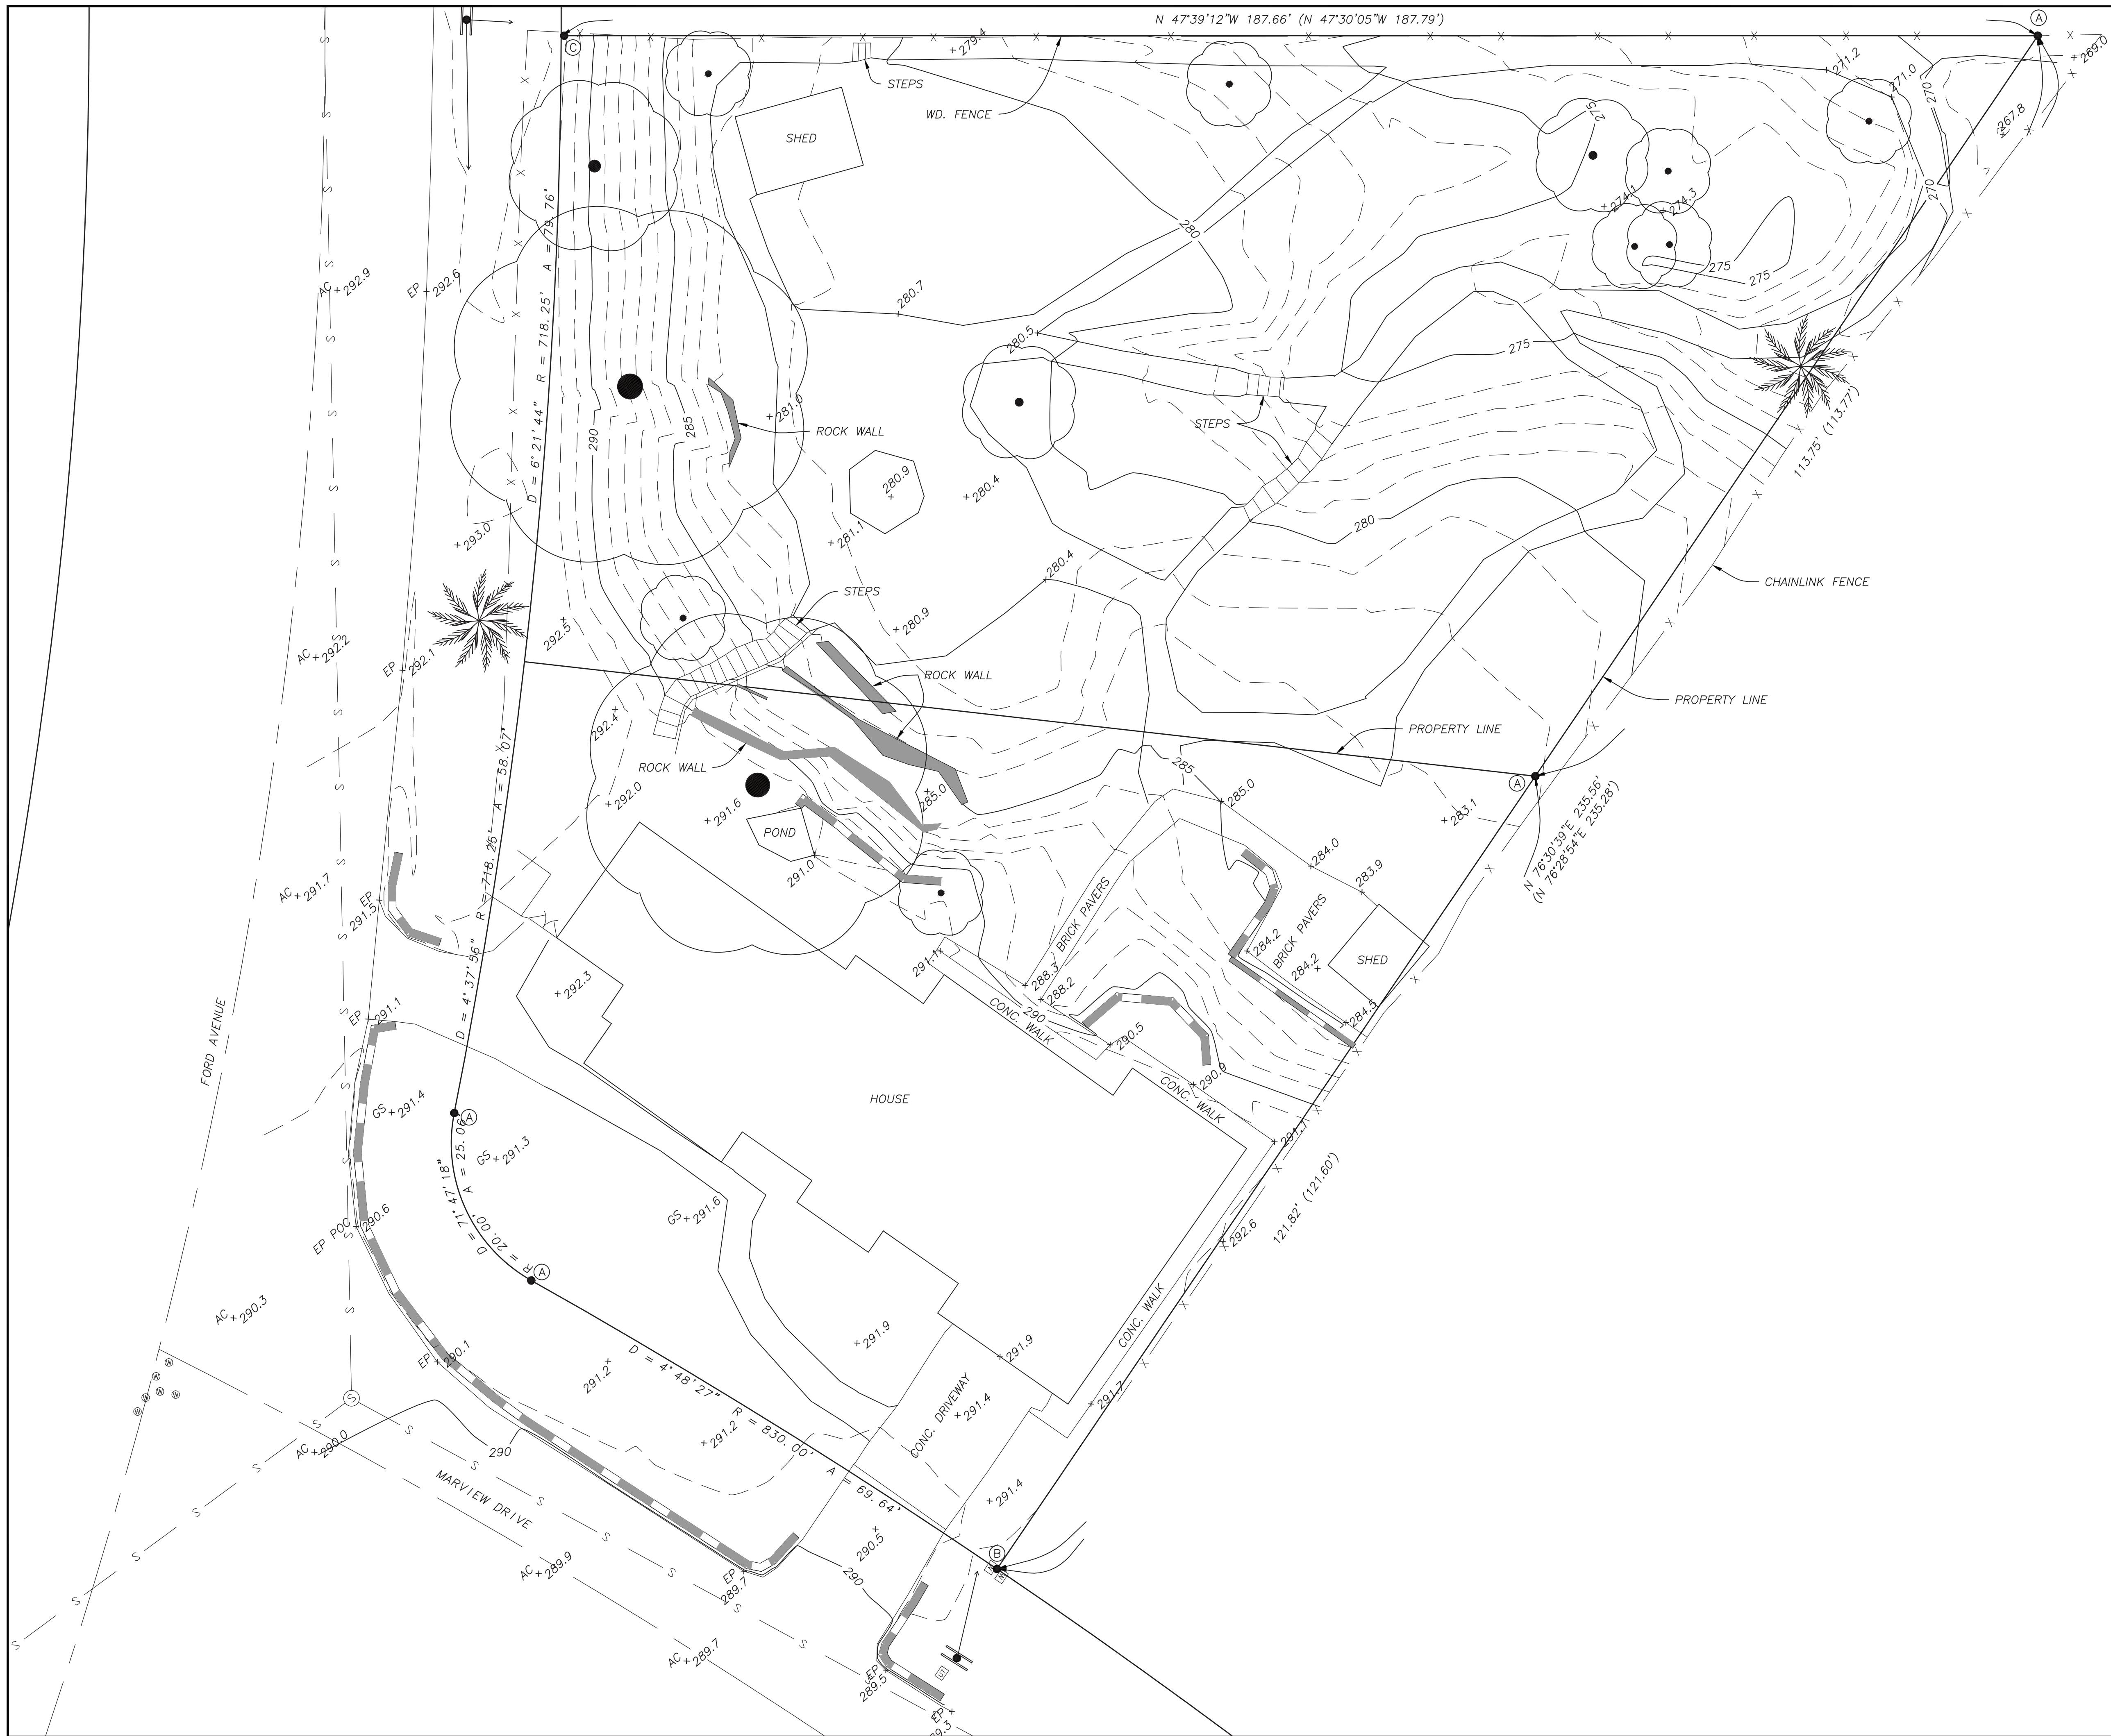 N 47°39'12"W 187.66' (N 47°30'05"W 187.79')
A
C
279.4
269.0
271.2
271.0
STEPS
WD. FENCE
270
275
267.8
SHED
270
274.1
274.3
280
275
275
AC 292.9
EP 292.6
280.7
D = 6°21'44" R = 718.25' A = 79.76'
280.5
275
281.0
ROCK WALL
290
285
STEPS
113.75' (113.77')
280.9
280.4
280
293.0
281.1
280.4
CHAINLINK FENCE
STEPS
280.9
292.5
AC 292.2
EP 292.1
ROCK WALL
PROPERTY LINE
292.4
PROPERTY LINE
ROCK WALL
285
A
N 76°30'39"E 235.56'
(N 76°28'54"E 235.28')
292.0
291.6
POND
285.0
285.0
283.1
291.0
284.0
283.9
AC 291.7
EP 291.5
D = 4°37'56" R = 718.25' A = 58.07'
BRICK PAVERS
BRICK PAVERS
284.2
284.2
SHED
291.1
292.3
288.3
288.2
290
CONC. WALK
284.5
290.5
EP 291.1
FORD AVENUE
290.9
CONC. WALK
HOUSE
GS 291.4
A
GS 291.3
291.7
D = 71°47'18"
R = 20.00' A = 25.06'
121.82' (121.60')
GS 291.6
EP POC 290.6
292.6
A
AC 290.3
CONC. WALK
291.9
291.9
EP 290.1
D = 4°48'27" R = 830.00' A = 69.64'
291.2
CONC. DRIVEWAY
291.4
291.7
291.2
AC 290.0
290
MARVIEW DRIVE
291.4
290.5
B
AC 289.9
EP 289.7
290
AC 289.7
EP 289.5
EP